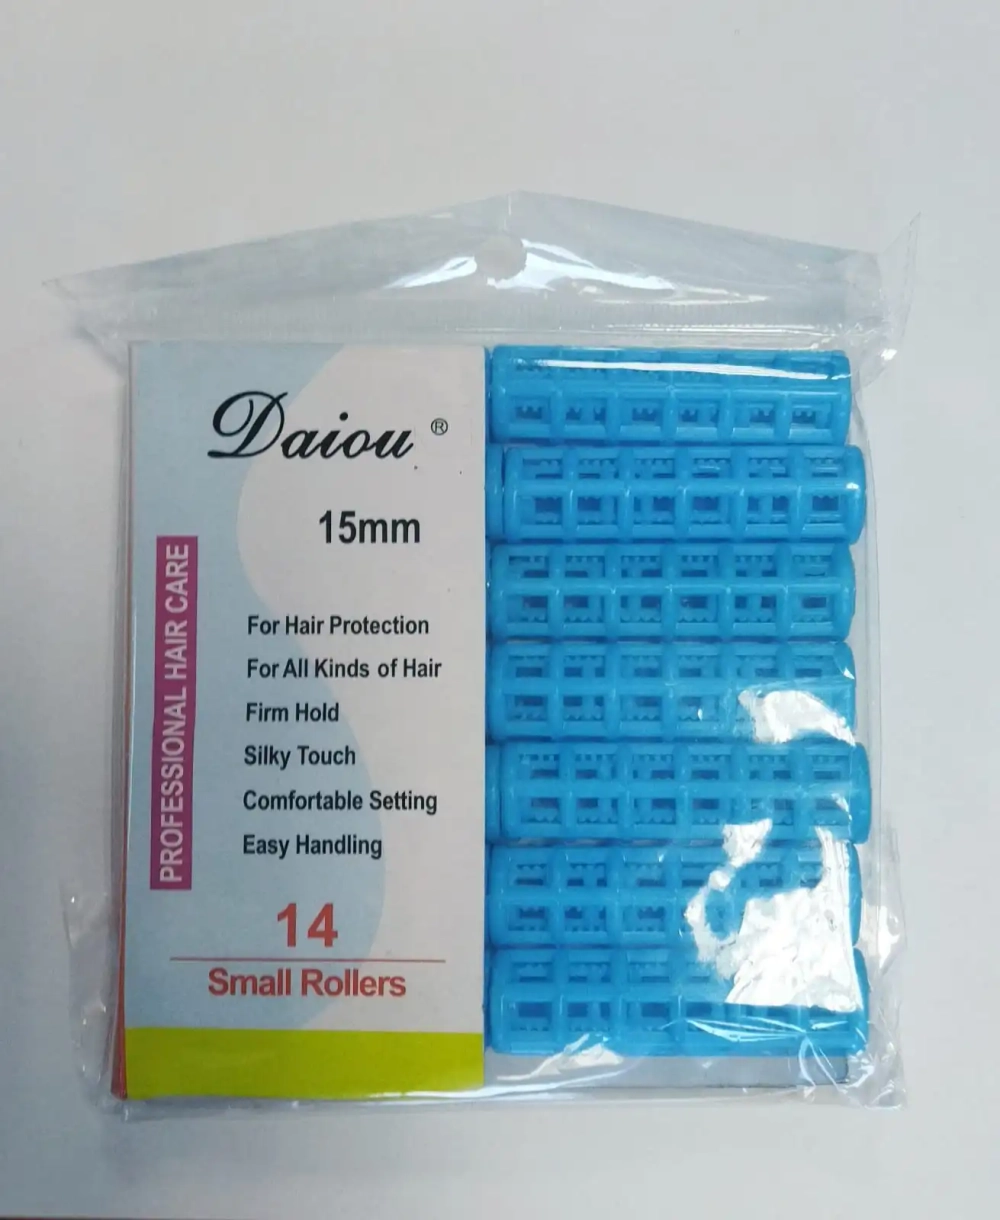 Daiou ®
15mm
PROFESSIONAL HAIR CARE
For Hair Protection
For All Kinds of Hair
Firm Hold
Silky Touch
Comfortable Setting
Easy Handling
14
Small Rollers